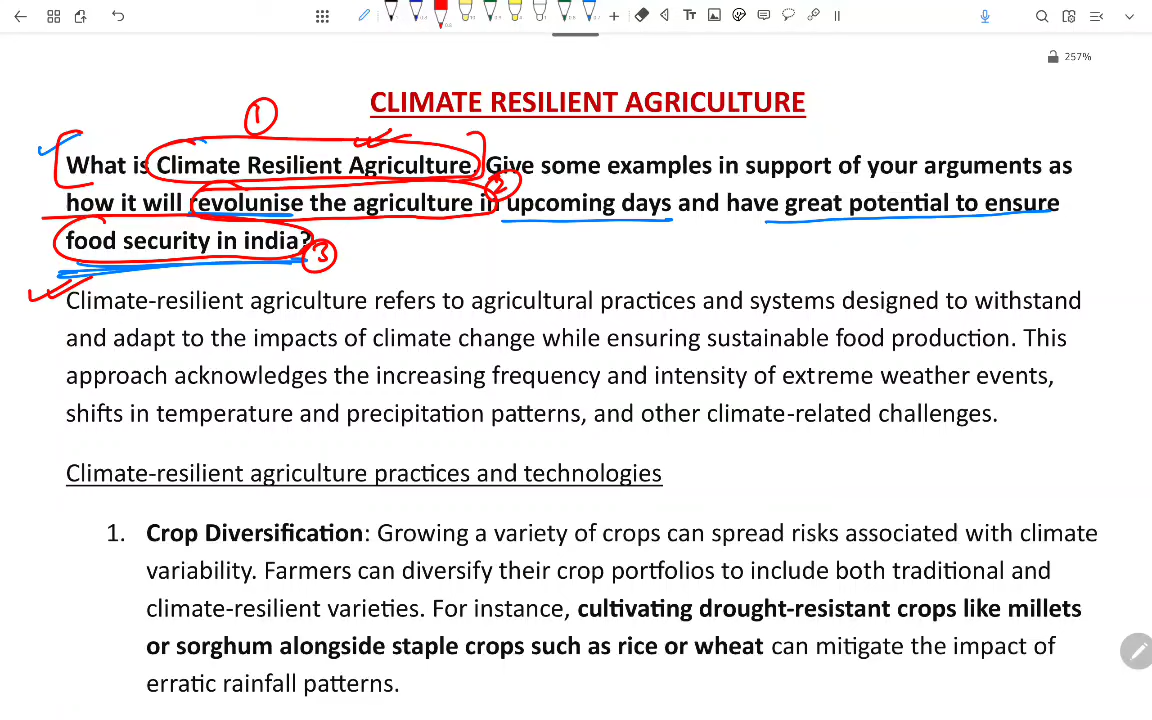 257%
CLIMATE RESILIENT AGRICULTURE
1
What is Climate Resilient Agriculture. Give some examples in support of your arguments as
2
how it will revolunise the agriculture in upcoming days and have great potential to ensure
food security in india?
3
Climate-resilient agriculture refers to agricultural practices and systems designed to withstand
and adapt to the impacts of climate change while ensuring sustainable food production. This
approach acknowledges the increasing frequency and intensity of extreme weather events,
shifts in temperature and precipitation patterns, and other climate-related challenges.
Climate-resilient agriculture practices and technologies
1. Crop Diversification: Growing a variety of crops can spread risks associated with climate
variability. Farmers can diversify their crop portfolios to include both traditional and
climate-resilient varieties. For instance, cultivating drought-resistant crops like millets
or sorghum alongside staple crops such as rice or wheat can mitigate the impact of
erratic rainfall patterns.